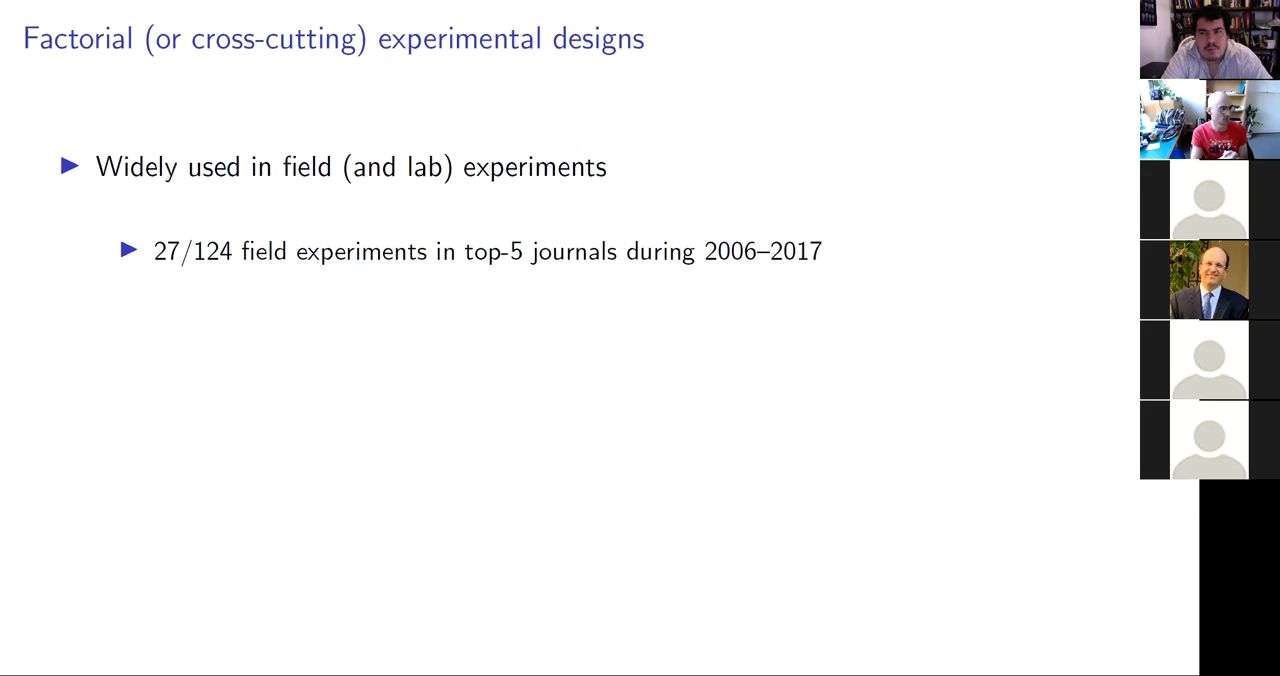 Factorial (or cross-cutting) experimental designs
Widely used in field (and lab) experiments
27/124 field experiments in top-5 journals during 2006–2017